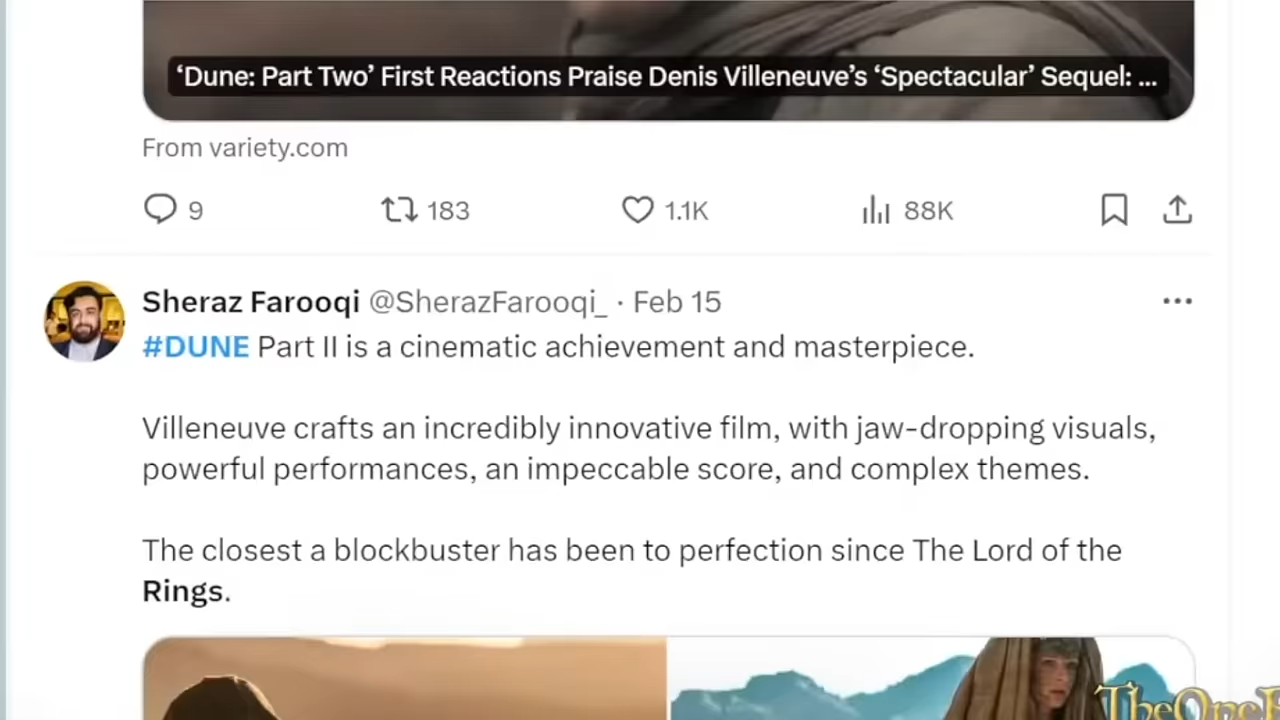 ‘Dune: Part Two’ First Reactions Praise Denis Villeneuve’s ‘Spectacular’ Sequel: ...
From variety.com
9 183 1.1K 88K
Sheraz Farooqi @SherazFarooqi_ · Feb 15
#DUNE Part II is a cinematic achievement and masterpiece.
Villeneuve crafts an incredibly innovative film, with jaw-dropping visuals,
powerful performances, an impeccable score, and complex themes.
The closest a blockbuster has been to perfection since The Lord of the
Rings.